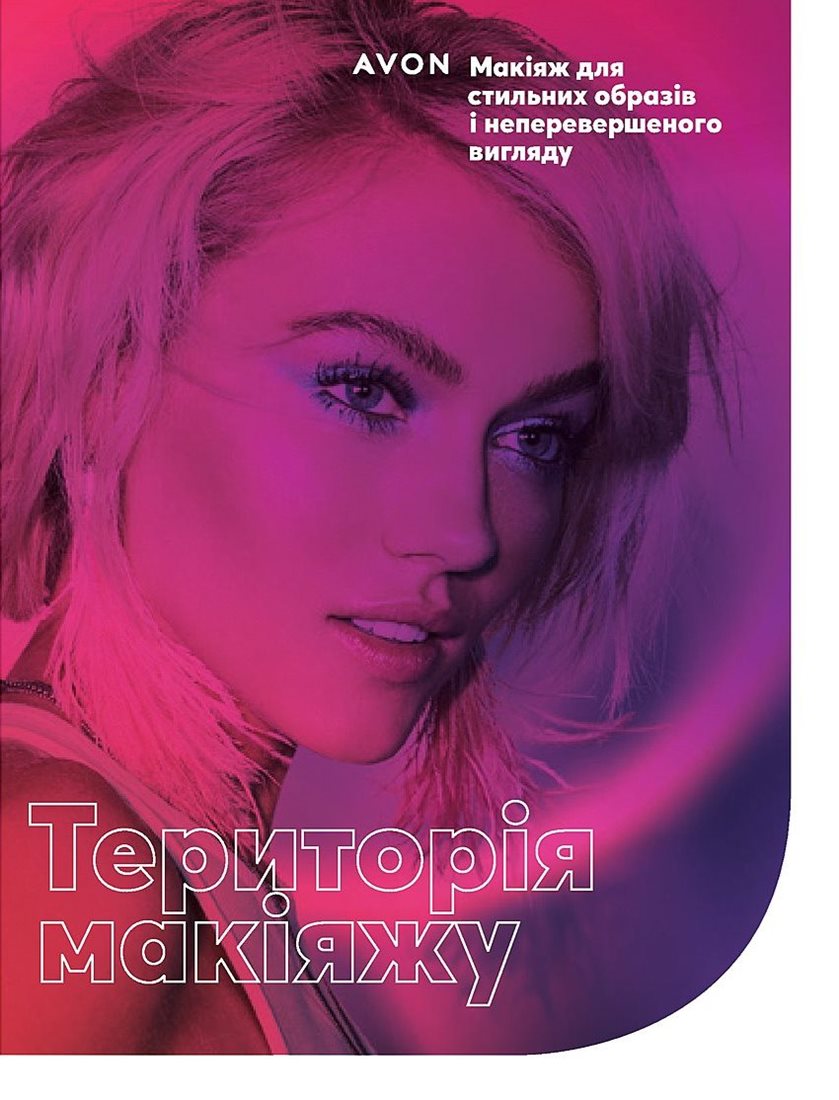 AVON Макіяж для
стильних образів
і неперевершеного
вигляду
Територія
макіяжу